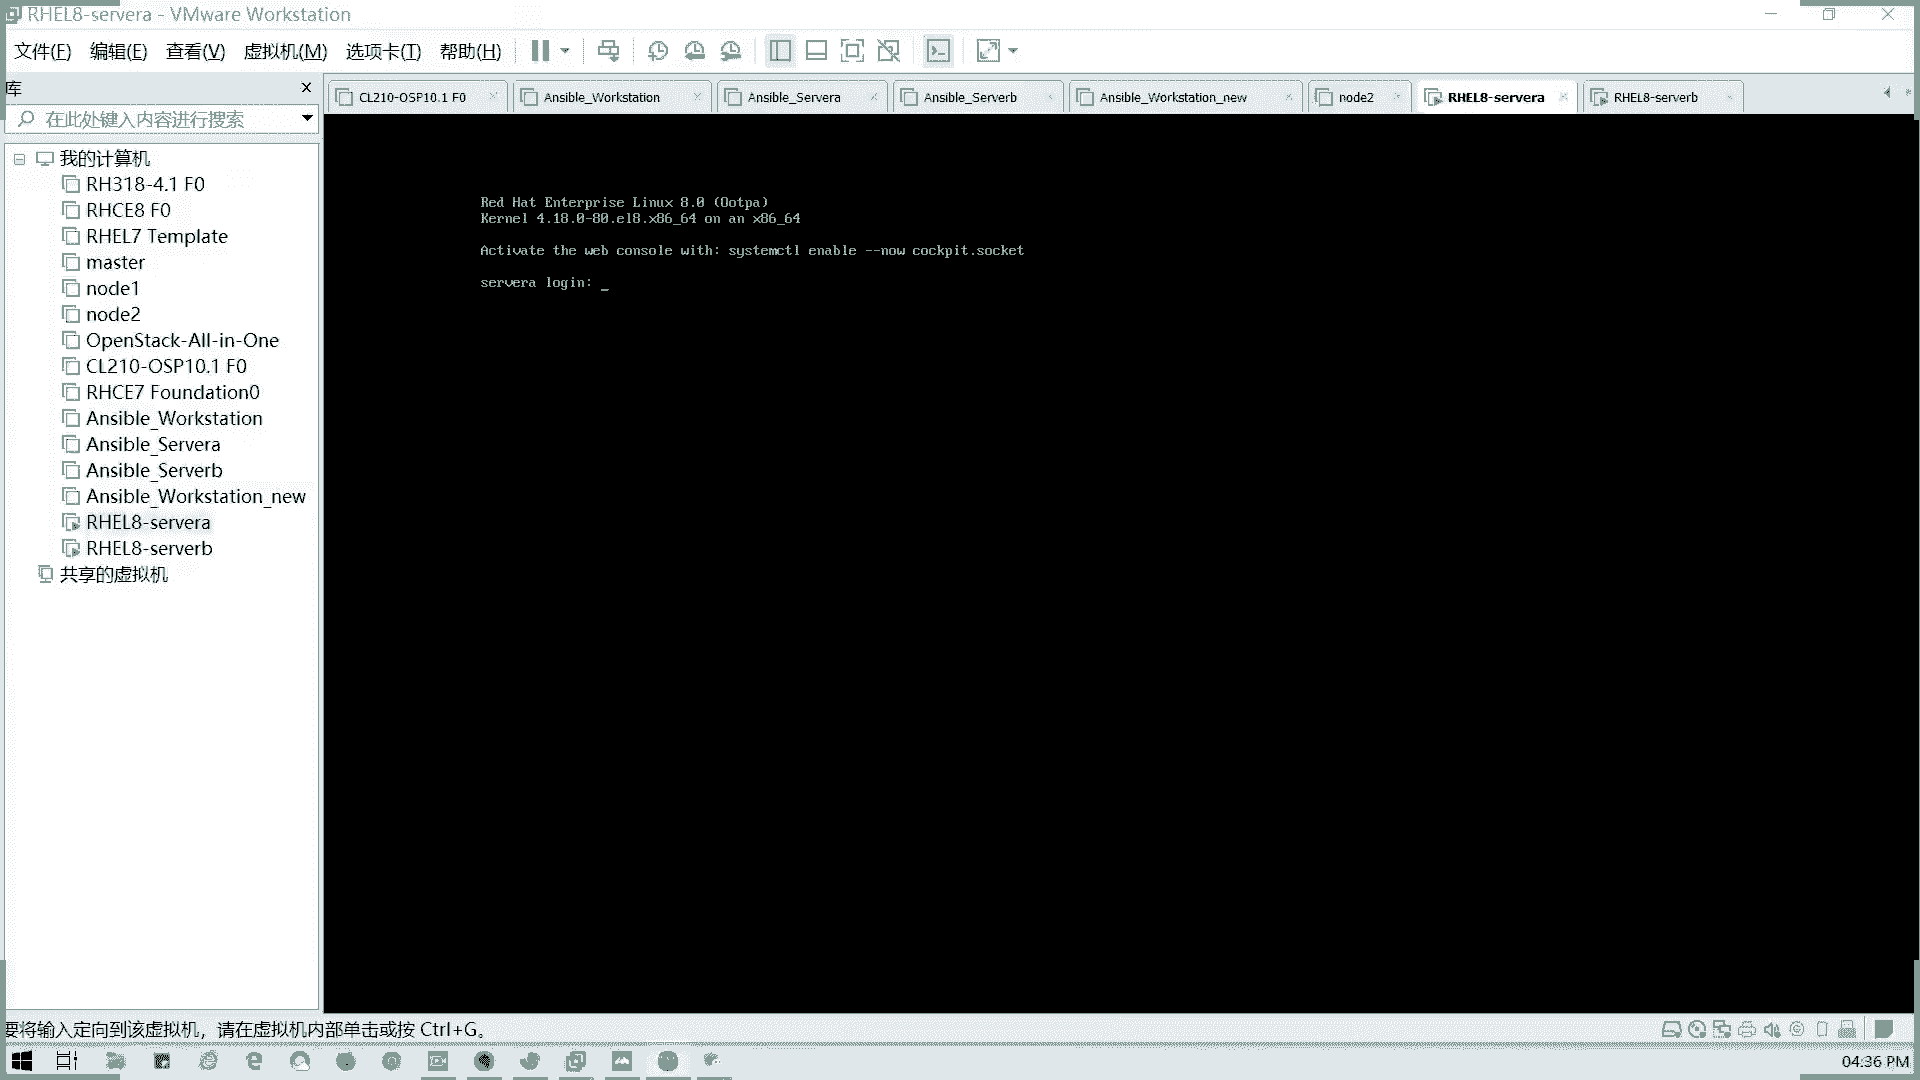 RHEL8-servera - VMware Workstation
文件(F) 编辑(E) 查看(V) 虚拟机(M) 选项卡(T) 帮助(H)
库
在此处键入内容进行搜索
我的计算机
RH318-4.1 F0
RHCE8 F0
RHEL7 Template
master
node1
node2
OpenStack-All-in-One
CL210-OSP10.1 F0
RHCE7 Foundation0
Ansible_Workstation
Ansible_Servera
Ansible_Serverb
Ansible_Workstation_new
RHEL8-servera
RHEL8-serverb
共享的虚拟机
CL210-OSP10.1 F0 Ansible_Workstation Ansible_Servera Ansible_Serverb Ansible_Workstation_new node2 RHEL8-servera RHEL8-serverb
Red Hat Enterprise Linux 8.0 (Ootpa)
Kernel 4.18.0-80.el8.x86_64 on an x86_64
Activate the web console with: systemctl enable --now cockpit.socket
servera login: _
要将输入定向到该虚拟机，请在虚拟机内部单击或按 Ctrl+G。
04:36 PM